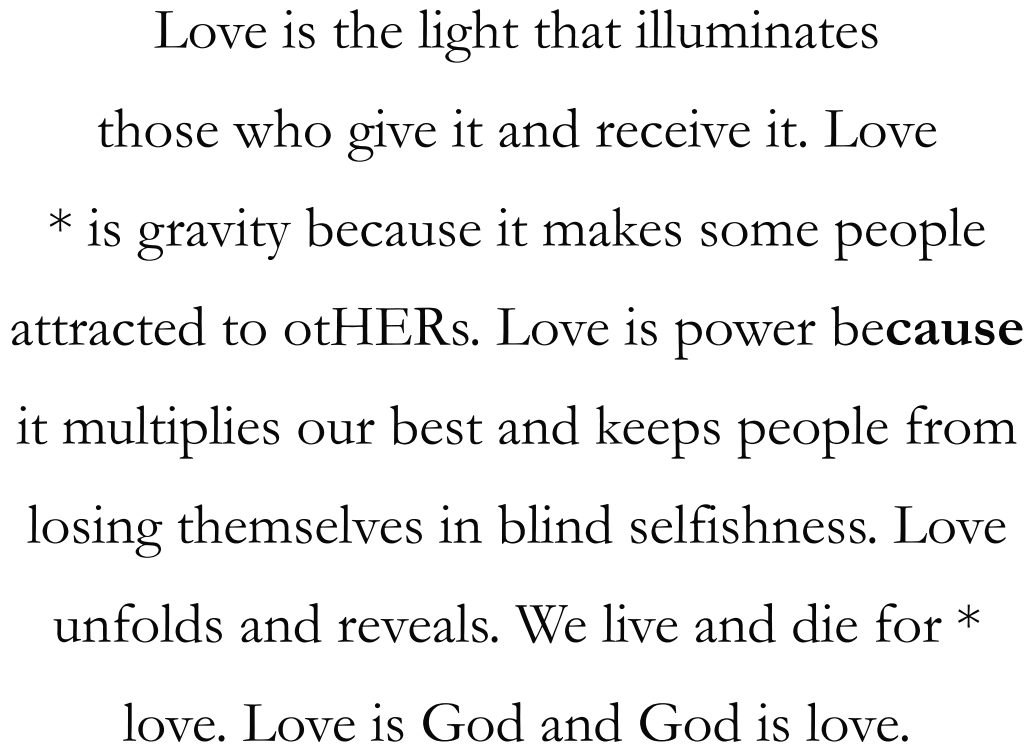 Love is the light that illuminates
those who give it and receive it. Love
* is gravity because it makes some people
attracted to otHERs. Love is power because
it multiplies our best and keeps people from
losing themselves in blind selfishness. Love
unfolds and reveals. We live and die for *
love. Love is God and God is love.